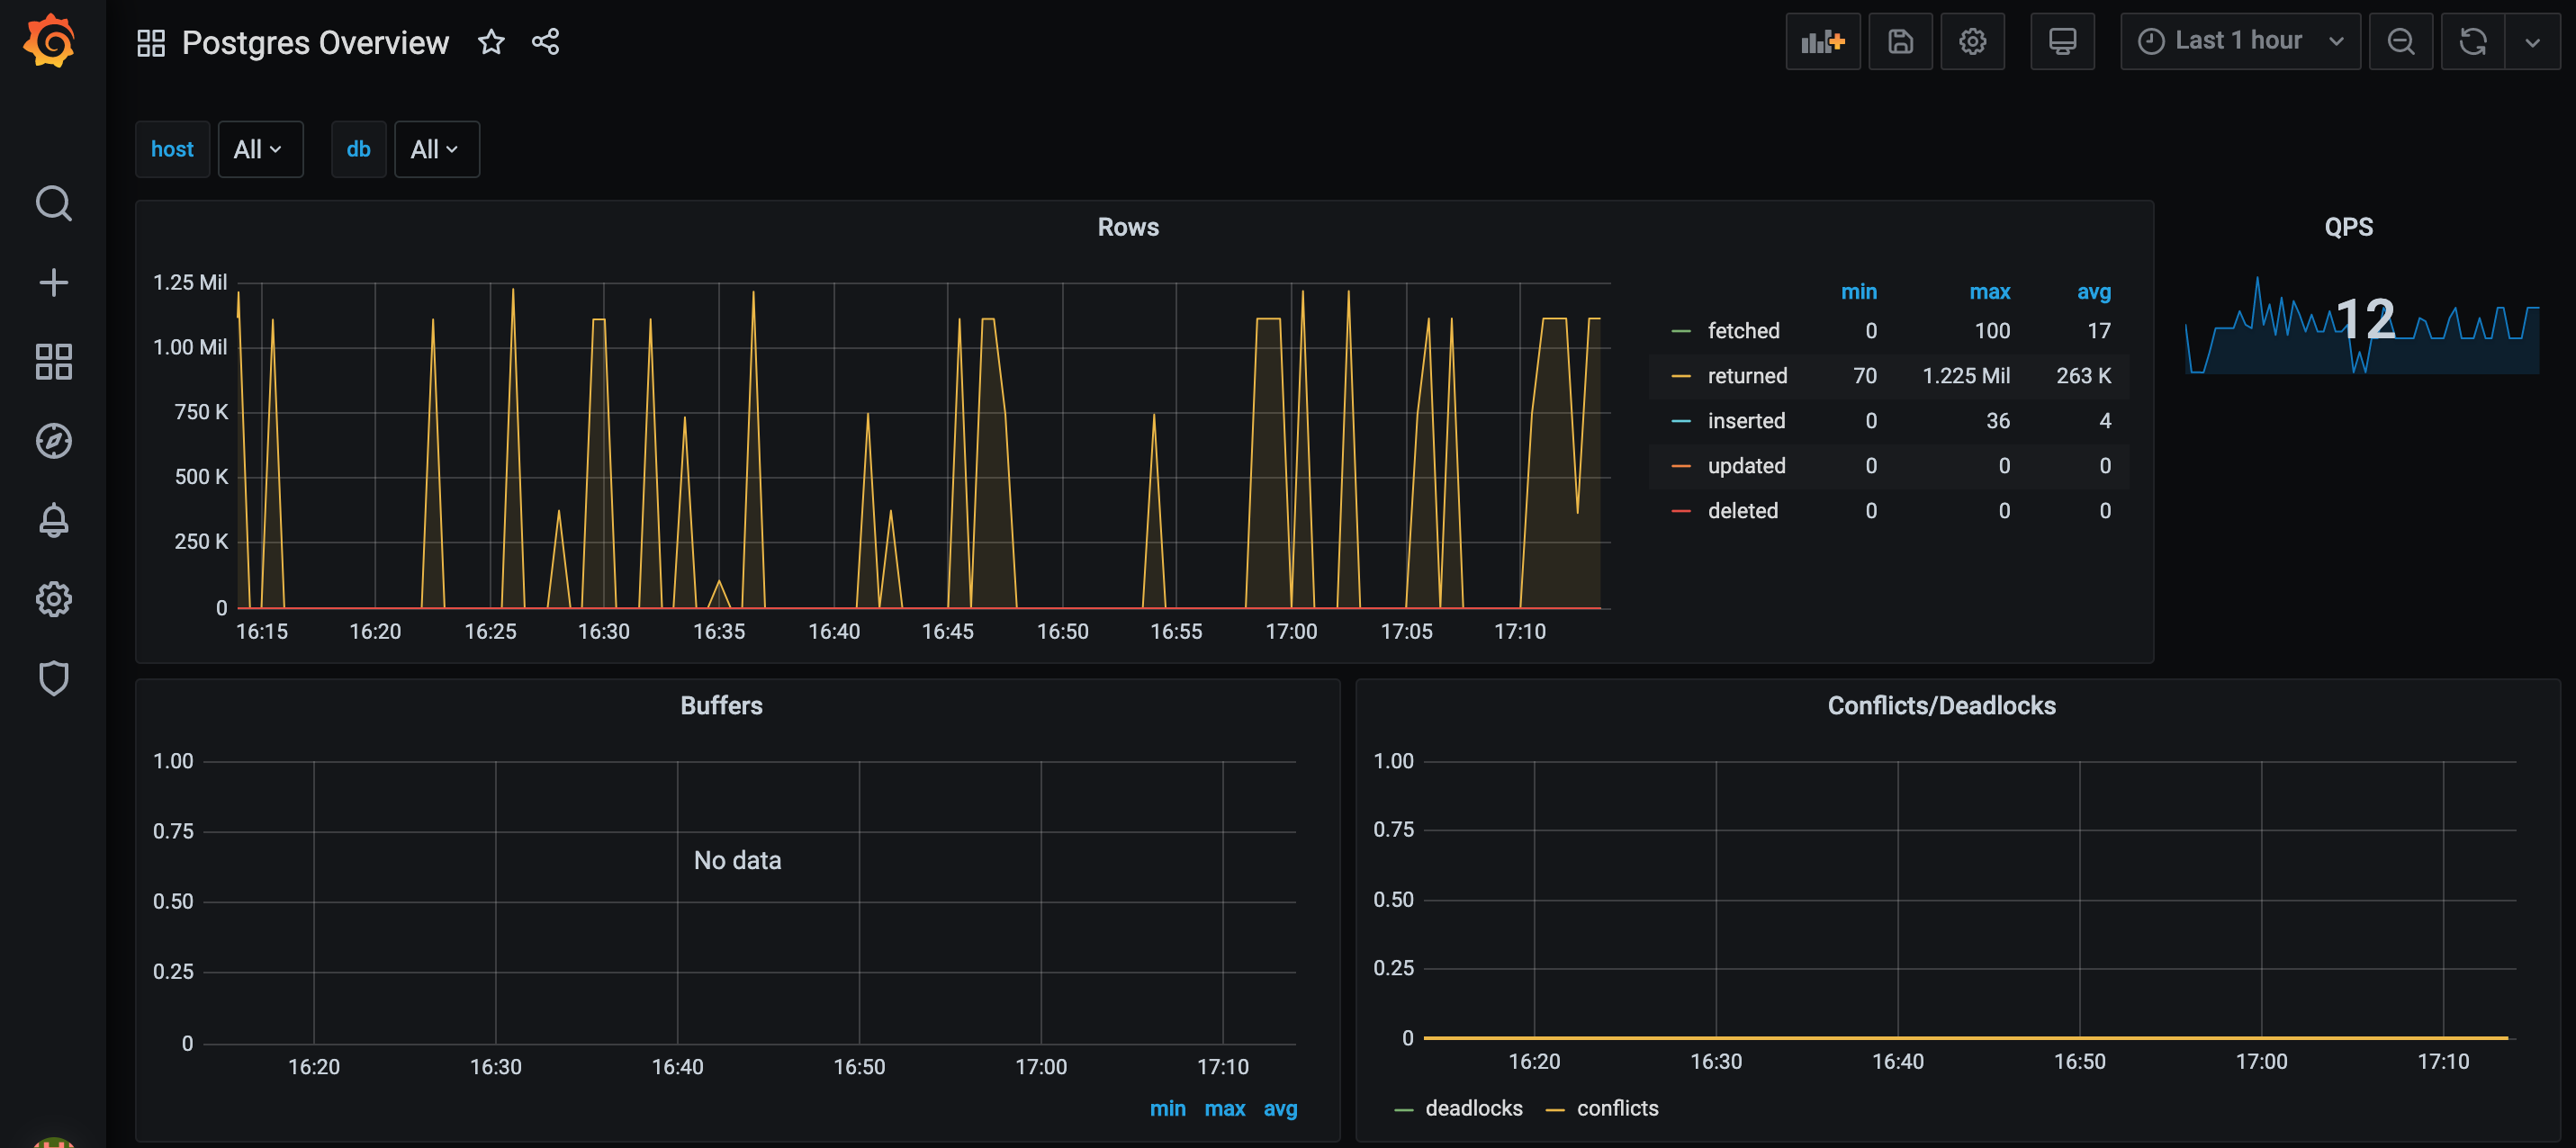 Postgres Overview
Last 1 hour
host All db All
Rows
1.25 Mil
1.00 Mil
750 K
500 K
250 K
0
16:15 16:20 16:25 16:30 16:35 16:40 16:45 16:50 16:55 17:00 17:05 17:10
min max avg
fetched 0 100 17
returned 70 1.225 Mil 263 K
inserted 0 36 4
updated 0 0 0
deleted 0 0 0
QPS
12
Buffers
1.00
0.75
0.50
0.25
0
No data
16:20 16:30 16:40 16:50 17:00 17:10
min max avg
Conflicts/Deadlocks
1.00
0.75
0.50
0.25
0
16:20 16:30 16:40 16:50 17:00 17:10
deadlocks conflicts